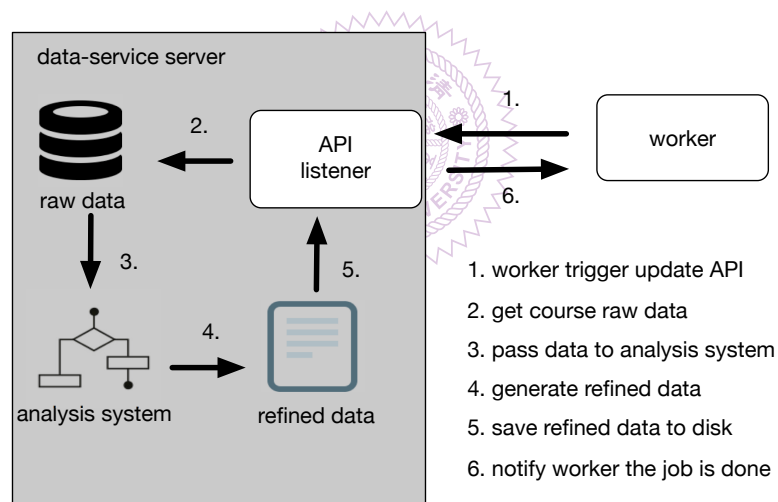 data-service server
1.
2.
API
listener
worker
raw data
6.
3.
5.
4.
analysis system
refined data
1. worker trigger update API
2. get course raw data
3. pass data to analysis system
4. generate refined data
5. save refined data to disk
6. notify worker the job is done